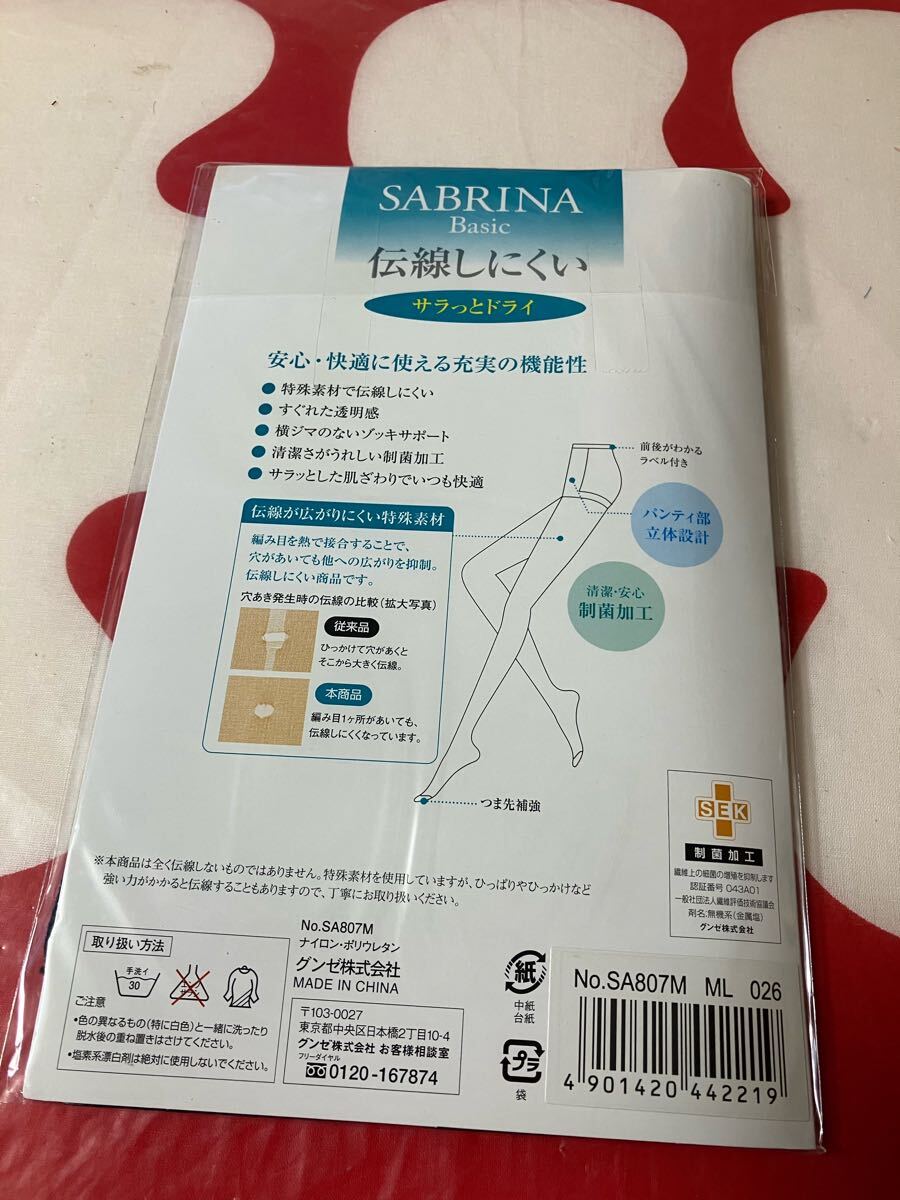 SABRINA
Basic
伝線しにくい
サラっとドライ
安心・快適に使える充実の機能性
● 特殊素材で伝線しにくい
● すぐれた透明感
● 横ジマのないゾッキサポート
● 清潔さがうれしい制菌加工
● サラッとした肌ざわりでいつも快適
前後がわかる
ラベル付き
パンティ部
立体設計
清潔・安心
制菌加工
伝線が広がりにくい特殊素材
編み目を熱で接合することで、
穴があいても他への広がりを抑制。
伝線しにくい商品です。
穴あき発生時の伝線の比較(拡大写真)
従来品
ひっかけて穴があくと
そこから大きく伝線。
本商品
編み目1ヶ所があいても、
伝線しにくくなっています。
つま先補強
SEK
制菌加工
繊維上の細菌の増殖を抑制します
認証番号 043A01
一般社団法人繊維評価技術協議会
剤名:無機系(金属塩)
グンゼ株式会社
※本商品は全く伝線しないものではありません。特殊素材を使用していますが、ひっぱりやひっかけなど
強い力がかかると伝線することもありますので、丁寧にお取り扱いください。
取り扱い方法
手洗イ
30
エンソ
サラシ
ご注意
•色の異なるもの(特に白色)と一緒に洗ったり
脱水後の重ね置きはさけてください。
•塩素系漂白剤は絶対に使用しないでください。
No.SA807M
ナイロン・ポリウレタン
グンゼ株式会社
MADE IN CHINA
〒103-0027
東京都中央区日本橋2丁目10-4
グンゼ株式会社 お客様相談室
フリーダイヤル
0120-167874
紙
中紙
台紙
プラ
袋
No.SA807M ML 026
4 901420 442219